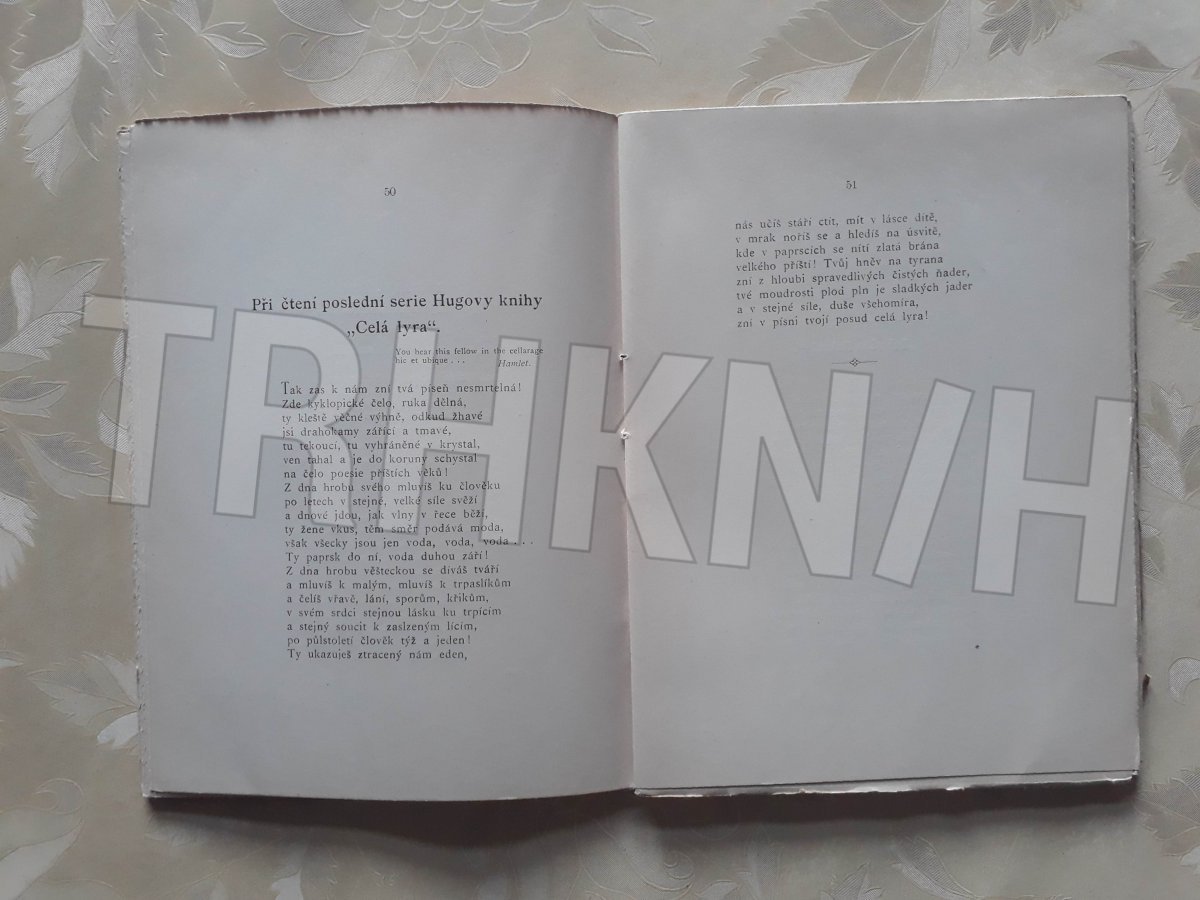 50
Při čtení poslední serie Hugovy knihy
„Celá lyra“.
You hear this fellow in the cellarage
hic et ubique . . .
Hamlet.
Tak zas k nám zní tvá píseň nesmrtelná!
Zde kyklopické čelo, ruka dělná,
ty kleště věčné výhně, odkud žhavé
jsi drahokamy zářící a tmavé,
tu tekoucí, tu vyhráněné v krystal,
ven tahal a je do koruny schystal
na čelo poesie příštích věků!
Z dna hrobu svého mluvíš ku člověku
po letech v stejné, velké síle svěží
a dnové jdou, jak vlny v řece běží,
ty žene vkus, těm směr podává moda,
však všecky jsou jen voda, voda, voda . . .
Ty paprsk do ní, voda duhou září!
Z dna hrobu věšteckou se díváš tváří
a mluvíš k malým, mluvíš k trpaslíkům
a čelíš vřavě, lání, sporům, křikům,
v svém srdci stejnou lásku ku trpícím
a stejný soucit k zaslzeným lícím,
po půlstoletí člověk týž a jeden!
Ty ukazuješ ztracený nám eden,
51
nás učíš stáří ctít, mít v lásce dítě,
v mrak noříš se a hledíš na úsvitě,
kde v paprscích se nítí zlatá brána
velkého příští! Tvůj hněv na tyrana
zní z hloubi spravedlivých čistých ňader,
tvé moudrosti plod pln je sladkých jader
a v stejné síle, duše všehomíra,
zní v písni tvojí posud celá lyra!
TRHKN/H